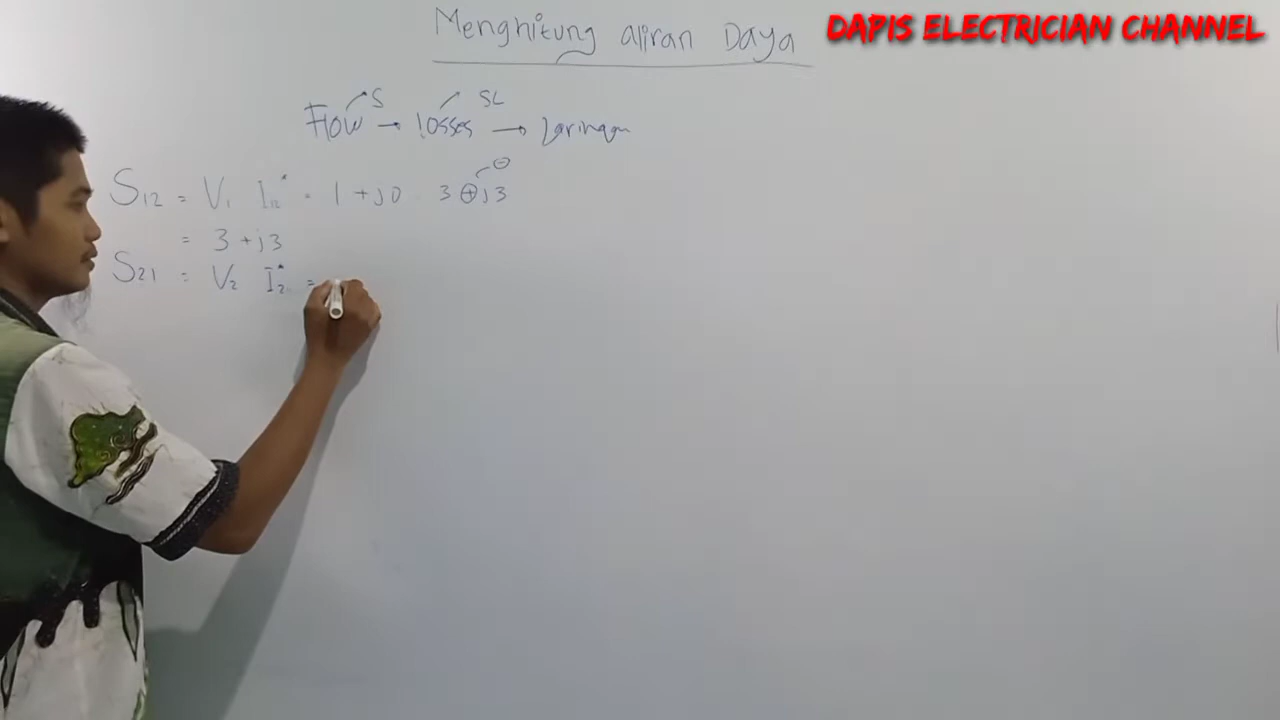 Menghitung aliran Daya
DAPIS ELECTRICIAN CHANNEL
S SL
Flow → Losses → Jaringan
S12 = V1 I12* = 1 + j0 . 3 ⊕ j3 ⊖
= 3 + j3
S21 = V2 I2* =